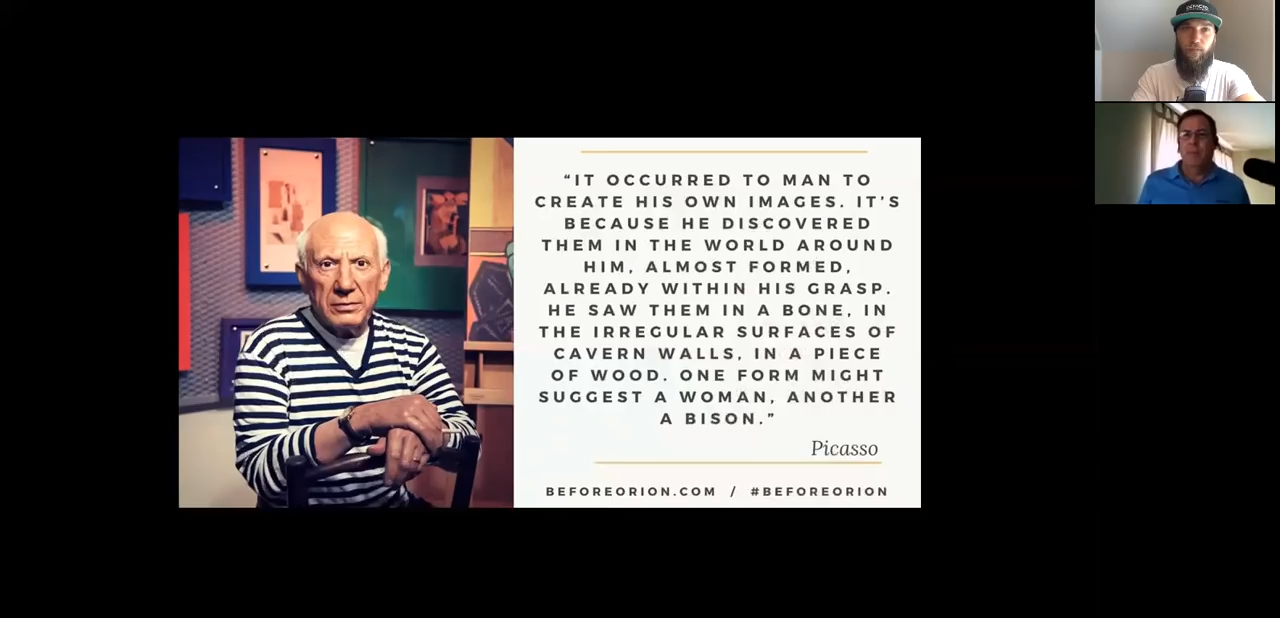 “IT OCCURRED TO MAN TO
CREATE HIS OWN IMAGES. IT’S
BECAUSE HE DISCOVERED
THEM IN THE WORLD AROUND
HIM, ALMOST FORMED,
ALREADY WITHIN HIS GRASP.
HE SAW THEM IN A BONE, IN
THE IRREGULAR SURFACES OF
CAVERN WALLS, IN A PIECE
OF WOOD. ONE FORM MIGHT
SUGGEST A WOMAN, ANOTHER
A BISON.”
Picasso
BEFOREORION.COM / #BEFOREORION